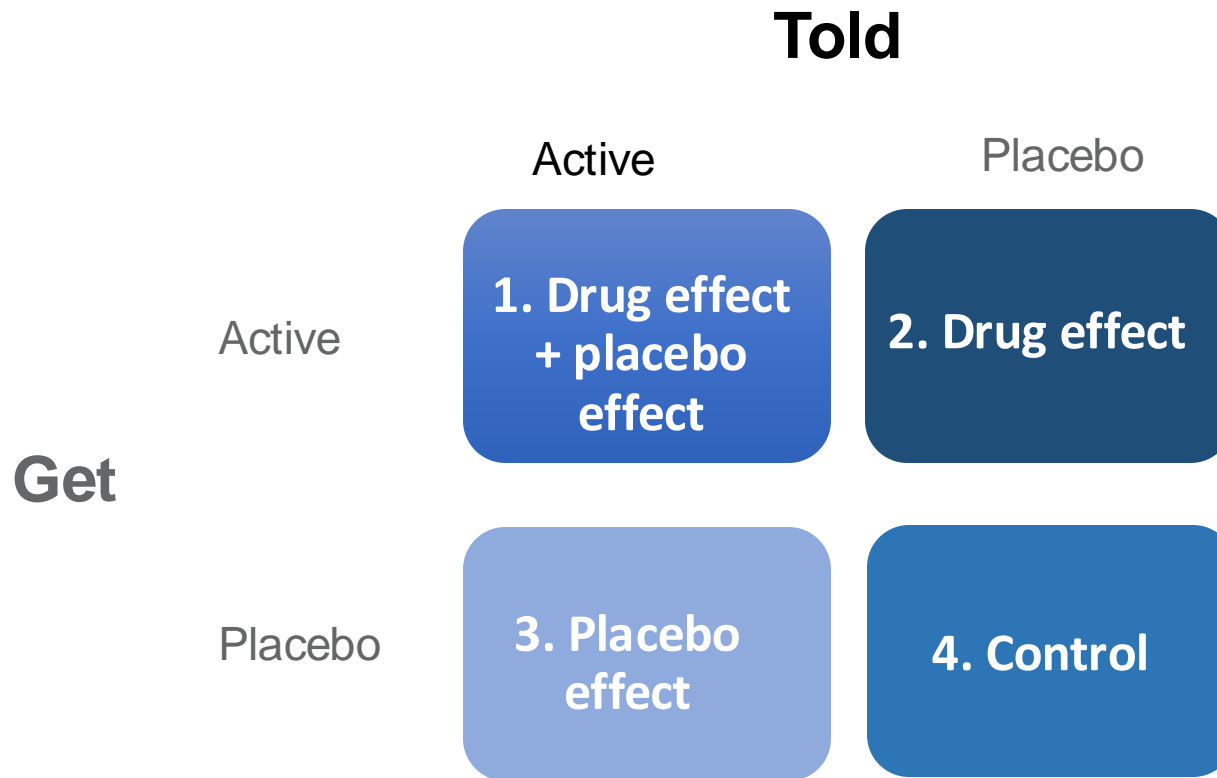 Told
Active
Placebo
Active
1. Drug effect
+ placebo
effect
2. Drug effect
Get
Placebo
3. Placebo
effect
4. Control